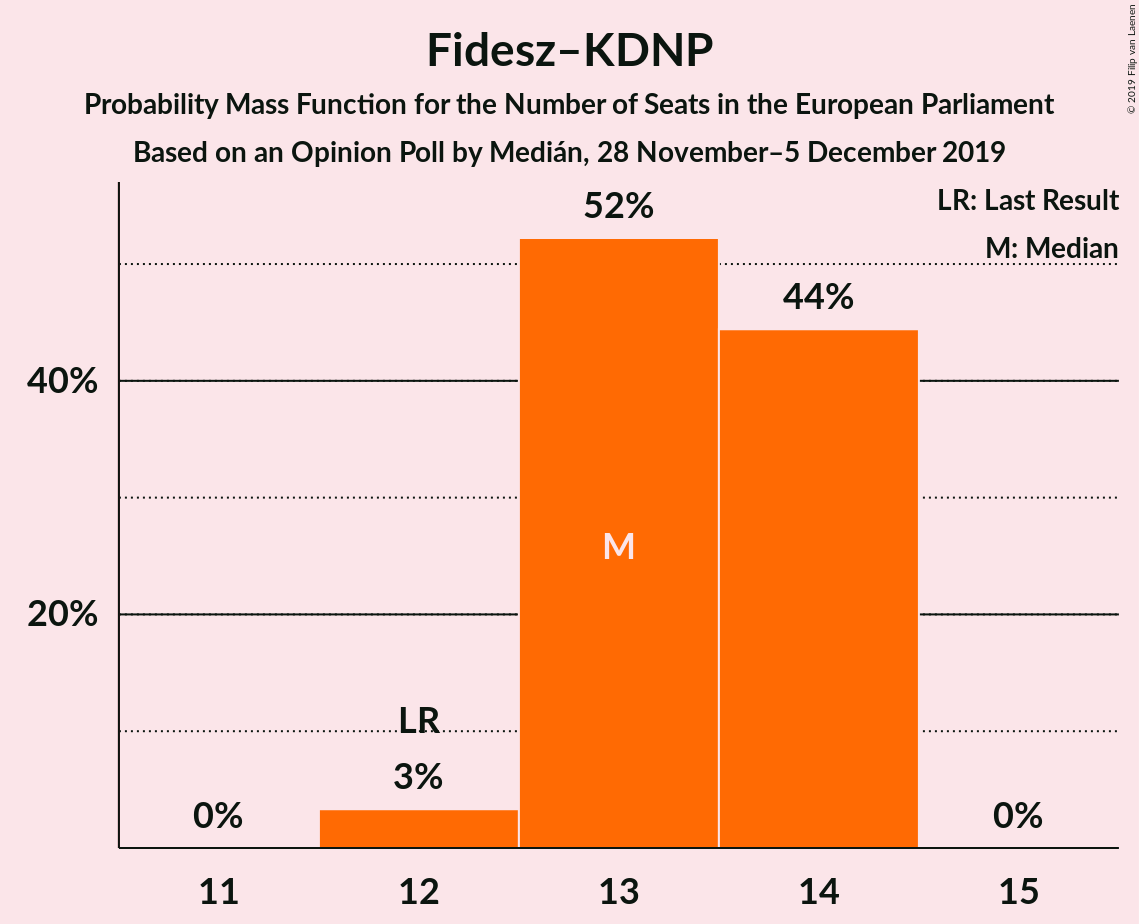 Fidesz–KDNP
Probability Mass Function for the Number of Seats in the European Parliament
Based on an Opinion Poll by Medián, 28 November–5 December 2019
© 2019 Filip van Laenen
LR: Last Result
M: Median
52%
44%
40%
M
20%
LR
3%
0%
0%
11 12 13 14 15